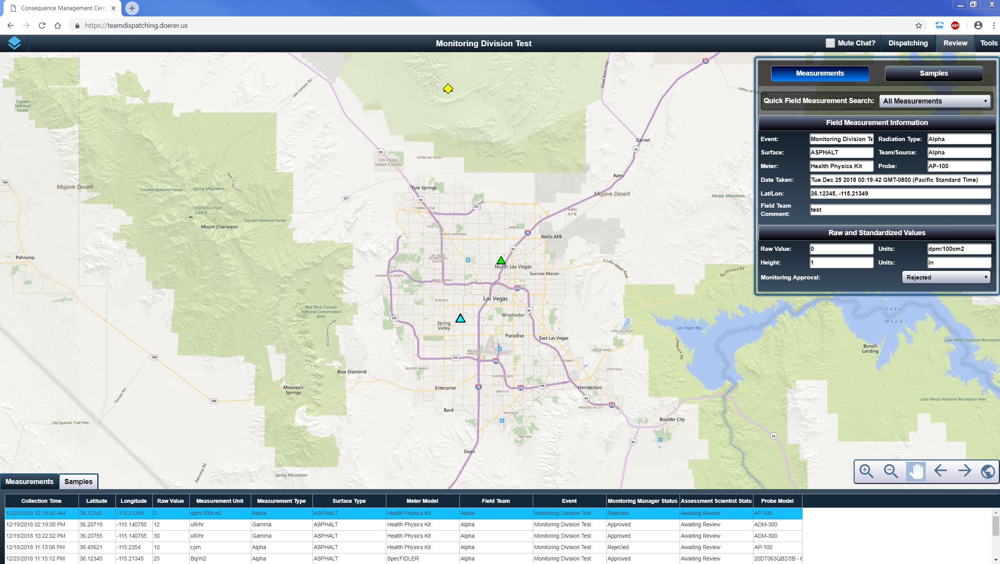 Consequence Management Cent
https://teamdispatching.doerer.us
SSO
ABP
Monitoring Division Test
Mute Chat?
Dispatching
Review
Tools
Measurements
Samples
Quick Field Measurement Search:
All Measurements
Field Measurement Information
Event: Monitoring Division Te Radiation Type: Alpha
Surface: ASPHALT Team/Source: Alpha
Meter: Health Physics Kit Probe: AP-100
Date Taken: Tue Dec 25 2018 00:19:42 GMT-0800 (Pacific Standard Time)
Lat/Lon: 36.12345, -115.21349
Field Team
Comment: test
Raw and Standardized Values
Raw Value: 0 Units: dpm/100cm2
Height: 1 Units: in
Monitoring Approval: Rejected
15
Great Basin Hwy
Lee Canyon Rd
Valley of Fire Hwy
Toiyabe
National
Forest
Garnet
93
95
Las Vegas
Indian Colony
UPPER LAS VEGAS
Apex
Deer Creek Hwy
160
Mojave Desert
Toiyabe National Forest
Spring Mountains
Tule Springs
Mojave Desert
Muddy Mountains
157
95
Charleston Peak
11,918 ft
TOWNCENTER
215
Nellis
A.F.B.
Toiyabe National Forest
Mount Charleston
WANN
15
NORTH CHEYENNE
Nellis AFB
93
Pahrump
LAS VEGAS
TECHNOLOGY
CENTER
North Las Vegas
E Lake Mead Blvd
Northshore Rd
SUMMERLIN NORTH
Sunrise Manor
ROCK SPRINGS
515
BUFFALO
Las Vegas
Red Rock Canyon
National Conservation
Area
95
Lake
Mead
215
Winchester
Spring
Valley
Las Vegas Bay
Blue Diamond Rd
LAKE LAS VEGAS
Paradise
East Las Vegas
Lakeshore Rd
Lake Mead National Recreation
Bonelli
Landing
CALICO RIDGE
BOULDER
JUNCTION
160
215
215
MIDWAY
RHODES RANCH
FOOTHILLS
Blue Diamond
HUNTERS GLEN
Mountain
Springs
Enterprise
15
SANTE FE
215
146
Henderson
Tecopa Rd
160
93
515
PARADISE HILLS
Lake Mead National Recreation Area
Bard
WESTGATE
Old Spanish Trail Hwy
Boulder City
ANTHEM
95
93
Sloan
Pahrump Rd
Spring Mountains
Measurements
Samples
Collection Time Latitude Longitude Raw Value Measurement Unit Measurement Type Surface Type Meter Model Field Team Event Monitoring Manager Status Assessment Scientist Statu Probe Model
12/25/2018 12:19:42 AM 36.12345 -115.21349 0 dpm/100cm2 Alpha ASPHALT Health Physics Kit Alpha Monitoring Division Test Rejected Awaiting Review AP-100
12/19/2018 02:19:00 PM 36.20719 -115.140785 12 uR/hr Gamma ASPHALT Health Physics Kit Alpha Monitoring Division Test Approved Awaiting Review ADM-300
12/19/2018 10:22:02 PM 36.20755 -115.140785 30 uR/hr Gamma ASPHALT Health Physics Kit Alpha Monitoring Division Test Approved Awaiting Review ADM-300
12/18/2018 11:13:06 PM 36.45621 -115.2354 10 cpm Alpha ASPHALT Health Physics Kit Alpha Monitoring Division Test Rejected Awaiting Review AP-100
12/25/2018 11:15:12 PM 36.12345 -115.21345 25 Bq/m2 Alpha ASPHALT SpecFIDLER Alpha Monitoring Division Test Approved Awaiting Review 20DT063QB2/5B - 6